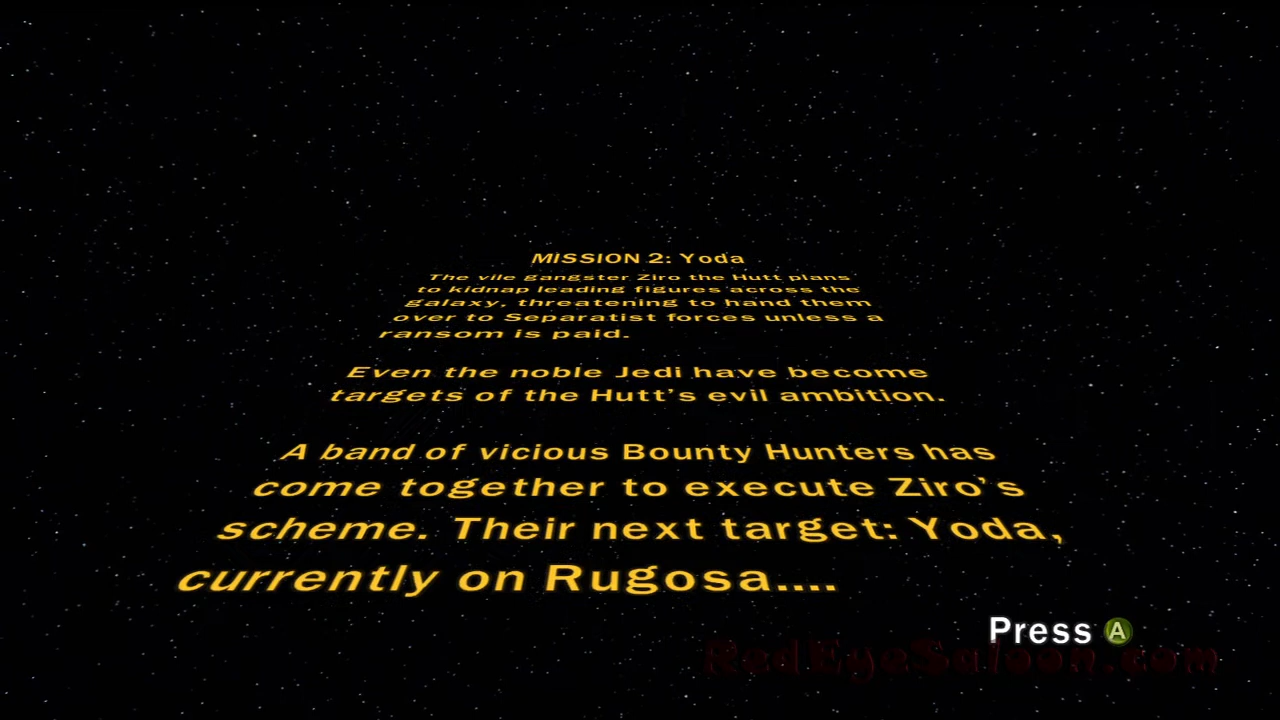 MISSION 2: Yoda
The vile gangster Ziro the Hutt plans
to kidnap leading figures across the
galaxy, threatening to hand them
over to Separatist forces unless a
ransom is paid.
Even the noble Jedi have become
targets of the Hutt's evil ambition.
A band of vicious Bounty Hunters has
come together to execute Ziro's
scheme. Their next target: Yoda,
currently on Rugosa....
Press A
RedEyeSaloon.com